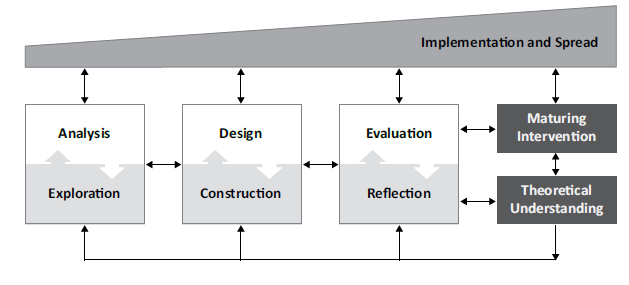 Implementation and Spread
Analysis
Exploration
Design
Construction
Evaluation
Reflection
Maturing
Intervention
Theoretical
Understanding